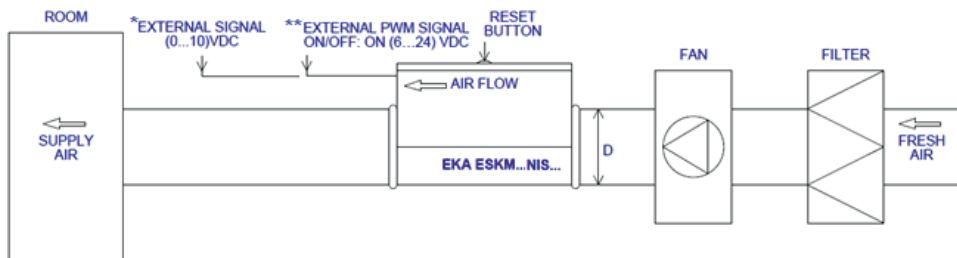 ROOM
*EXTERNAL SIGNAL
(0...10)VDC
**EXTERNAL PWM SIGNAL
ON/OFF: ON (6...24) VDC
RESET
BUTTON
FAN
FILTER
AIR FLOW
SUPPLY
AIR
D
EKA ESKM...NIS...
FRESH
AIR